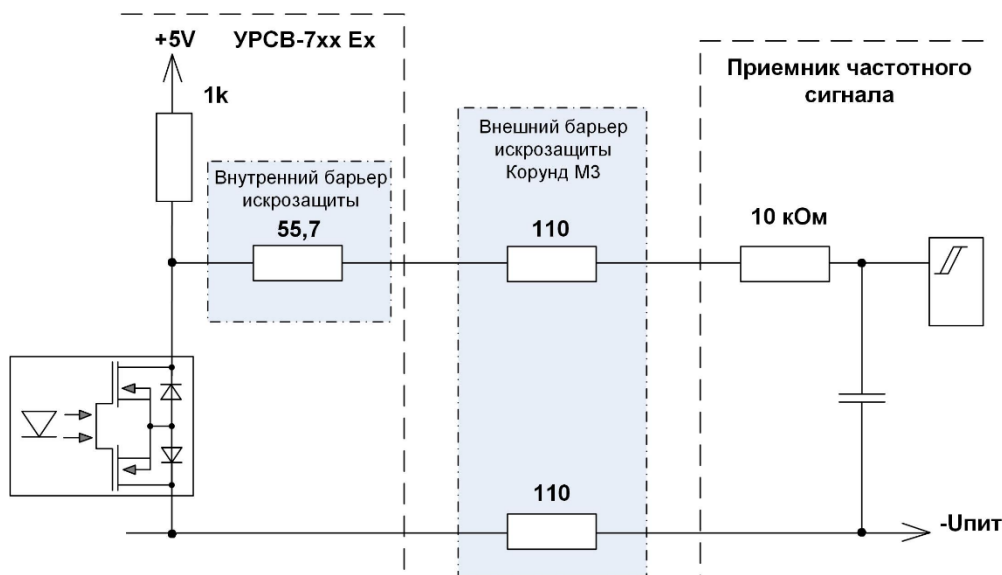 +5V
УРСВ-7xx Ex
1k
Приемник частотного
сигнала
Внешний барьер
искрозащиты
Корунд М3
Внутренний барьер
искрозащиты
55,7
110
10 кОм
110
-Uпит